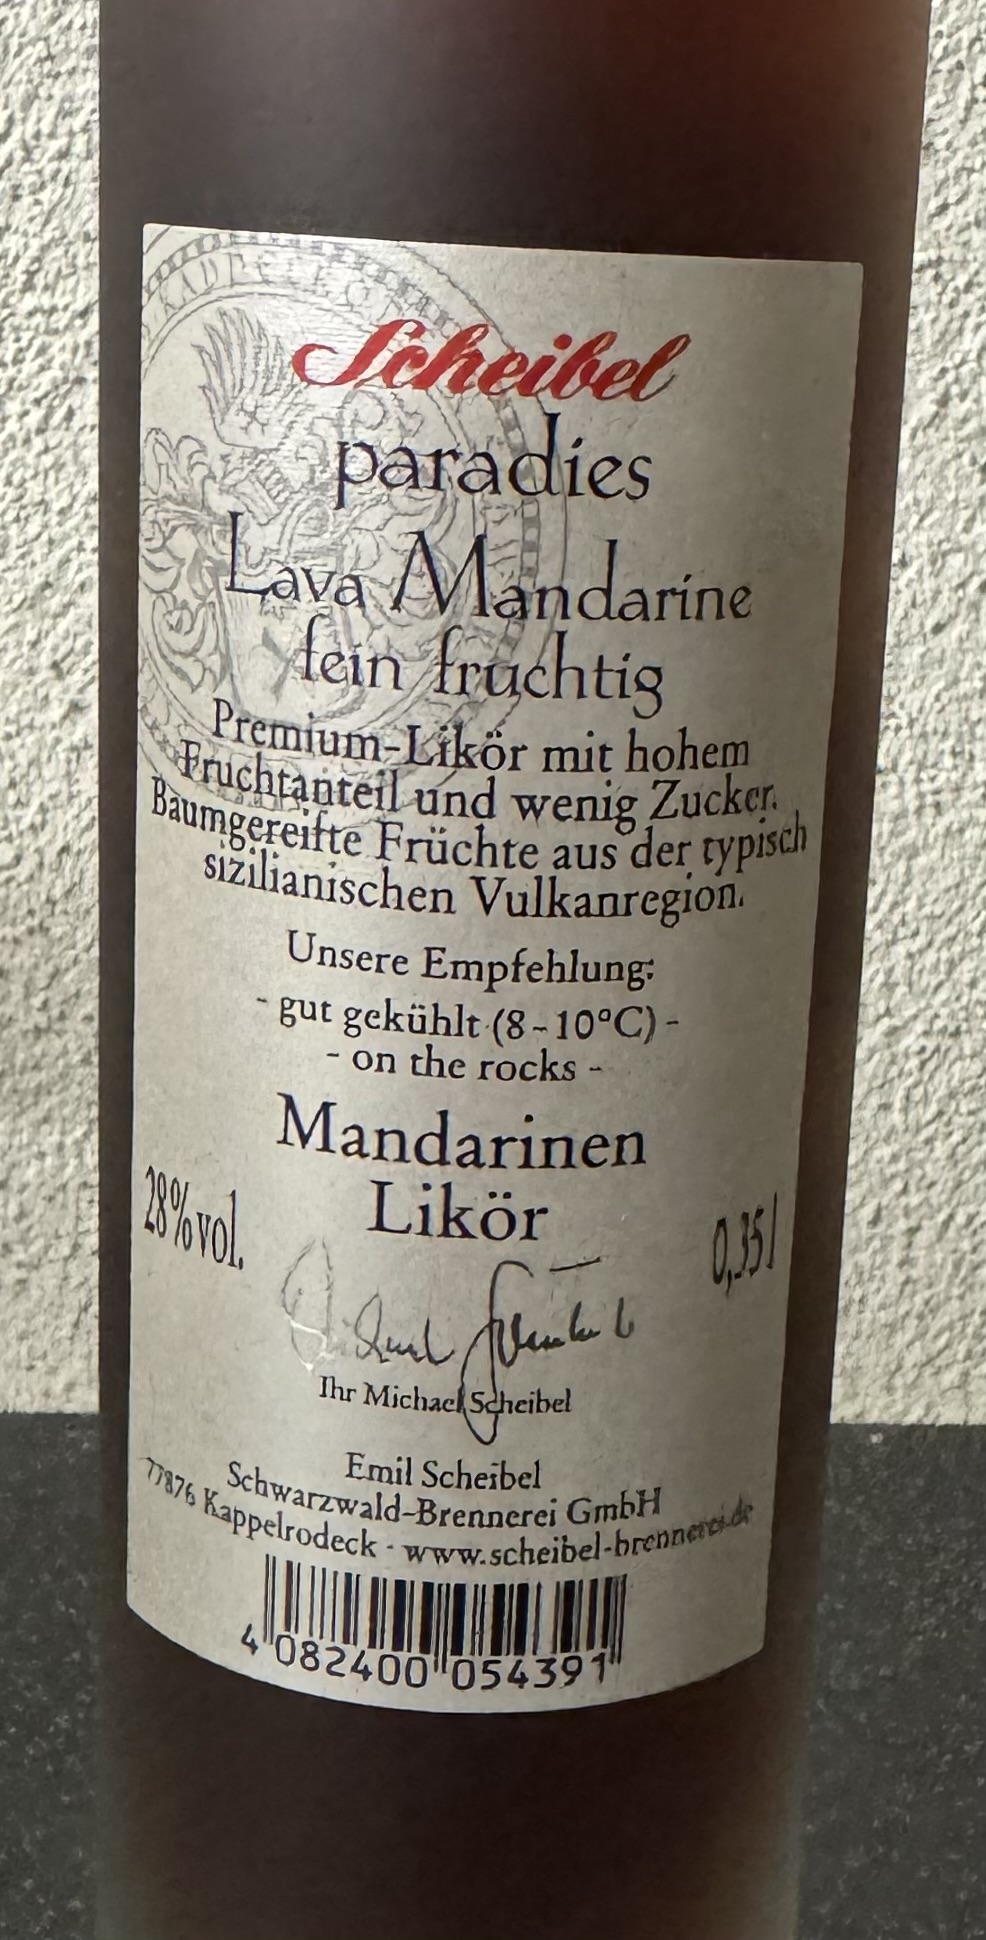 Scheibel
paradies
Lava Mandarine
fein fruchtig
Premium-Likör mit hohem
Fruchtanteil und wenig Zucker.
Baumgereifte Früchte aus der typisch
sizilianischen Vulkanregion.
Unsere Empfehlung:
- gut gekühlt (8-10°C) -
- on the rocks -
Mandarinen
Likör
28%vol.
0,35l
Ihr Michael Scheibel
Emil Scheibel
Schwarzwald-Brennerei GmbH
77876 Kappelrodeck · www.scheibel-brennerei.de
4 082400 054391